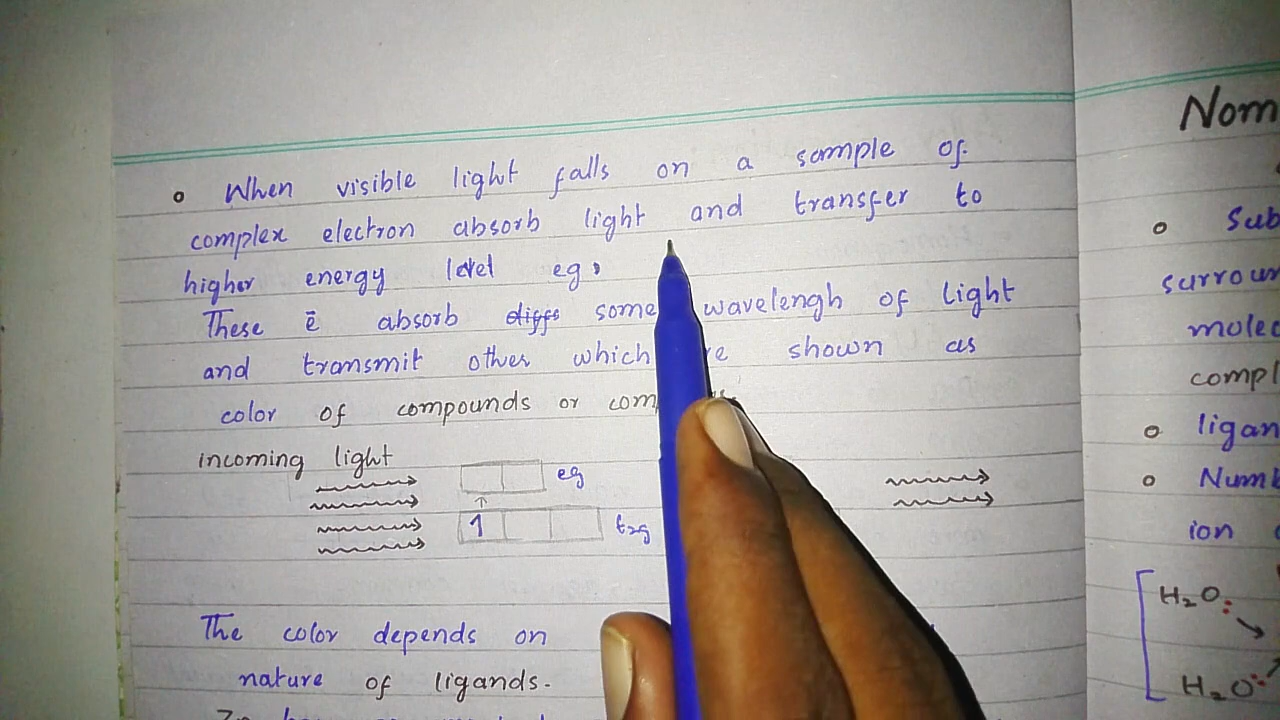 • When visible light falls on a sample of
complex electron absorb light and transfer to
higher energy level eg,
These ē absorb some wavelengh of light
and transmit other which shown as
color of compounds or
incoming light
eg
1
t2g
The color depends on
nature of ligands.
Nom
• Sub
surroun
molec
compl
• ligan
• Numb
ion
H2O:
H2O: